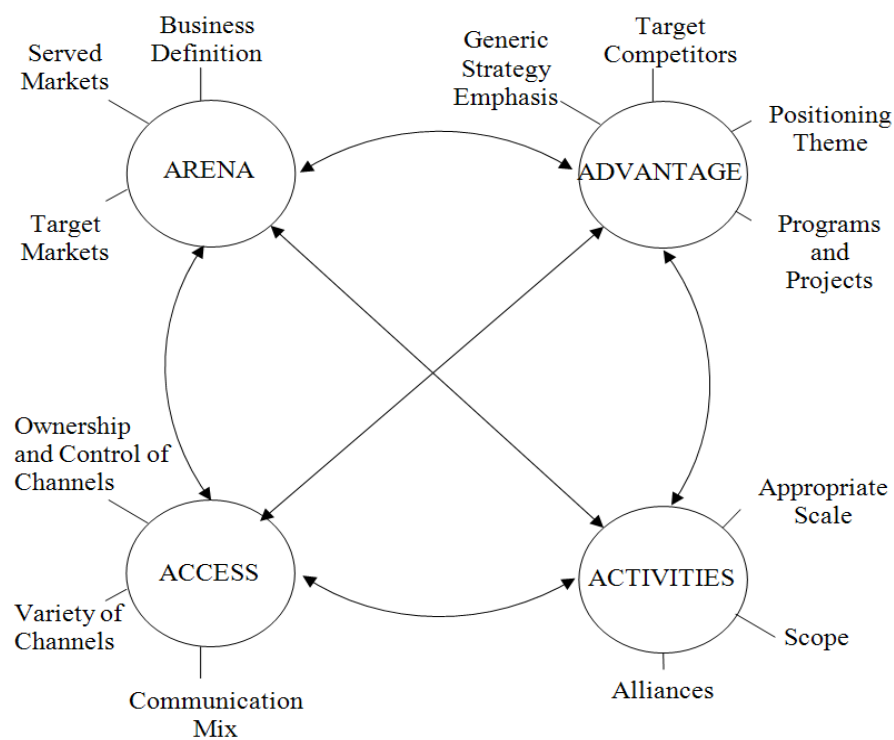 Business
Definition
Served
Markets
ARENA
Target
Markets
Generic
Strategy
Emphasis
Target
Competitors
Positioning
Theme
ADVANTAGE
Programs
and
Projects
Ownership
and Control of
Channels
ACCESS
Variety of
Channels
Communication
Mix
Appropriate
Scale
ACTIVITIES
Scope
Alliances